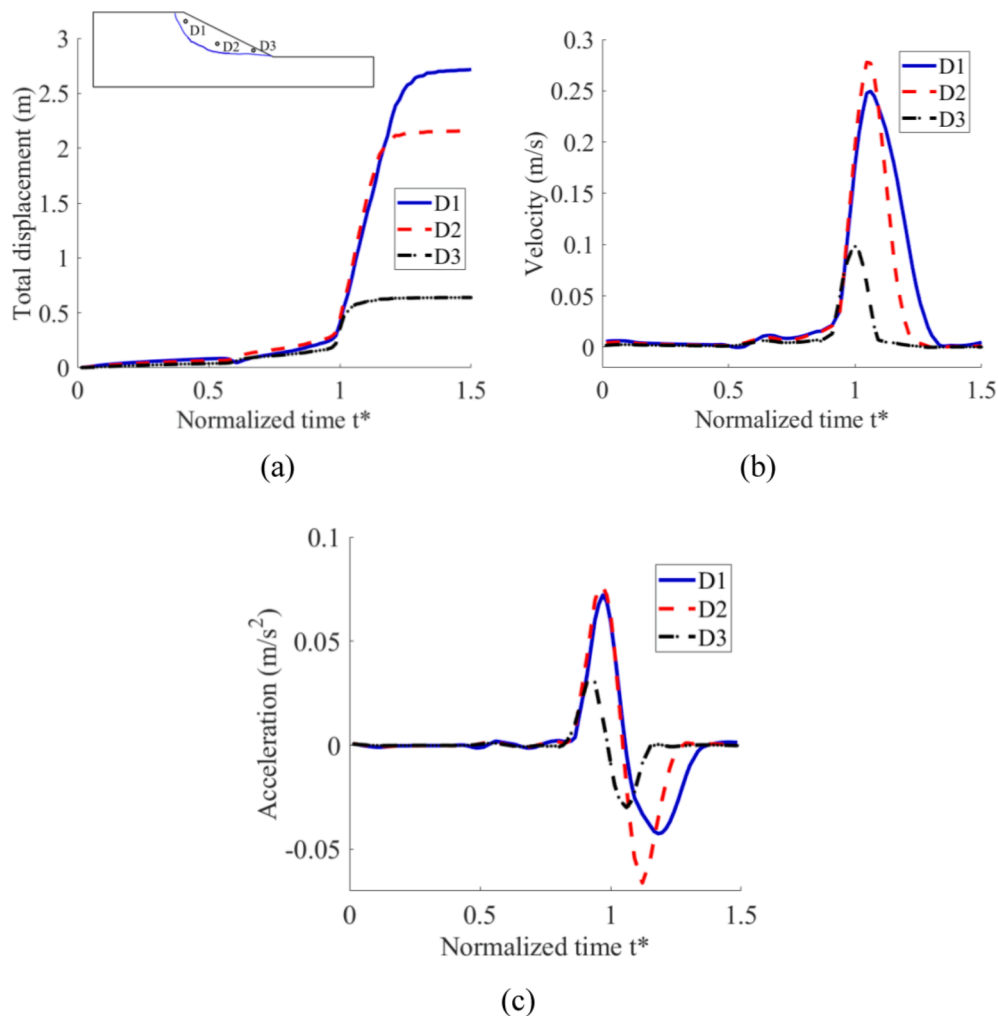 D1
D2
D3
3
2.5
2
1.5
1
0.5
0
Total displacement (m)
D1
D2
D3
0
0.5
1
1.5
Normalized time t*
(a)
0.3
0.25
0.2
0.15
0.1
0.05
0
Velocity (m/s)
D1
D2
D3
0
0.5
1
1.5
Normalized time t*
(b)
0.1
0.05
0
-0.05
Acceleration (m/s²)
D1
D2
D3
0
0.5
1
1.5
Normalized time t*
(c)